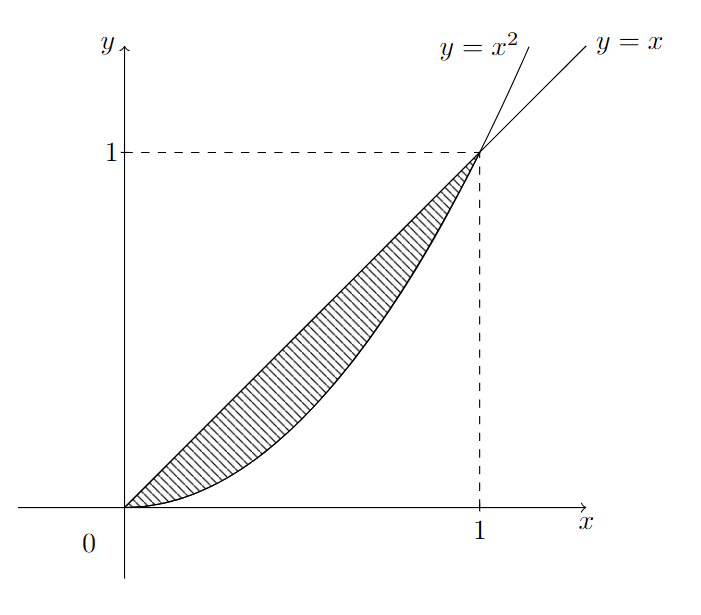 y
y = x²
y = x
1
0
1
x